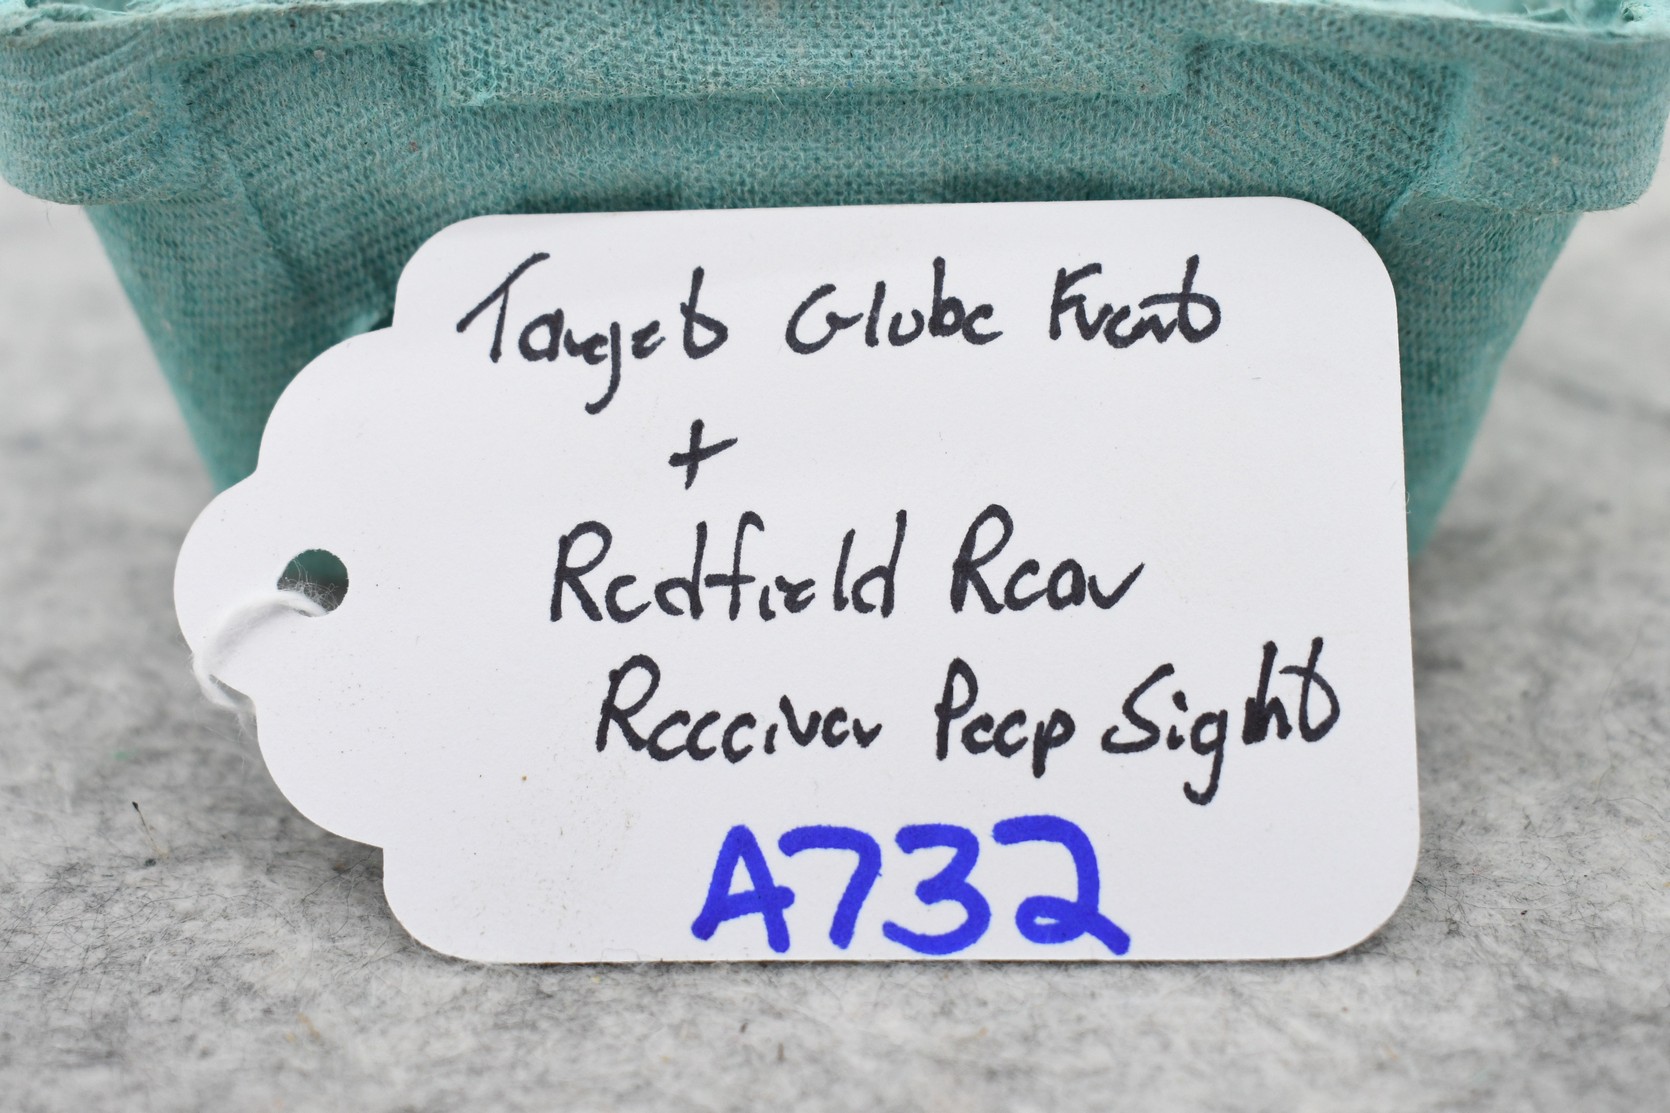 Target Globe Front
+
Redfield Rear
Receiver Peep Sight
A732